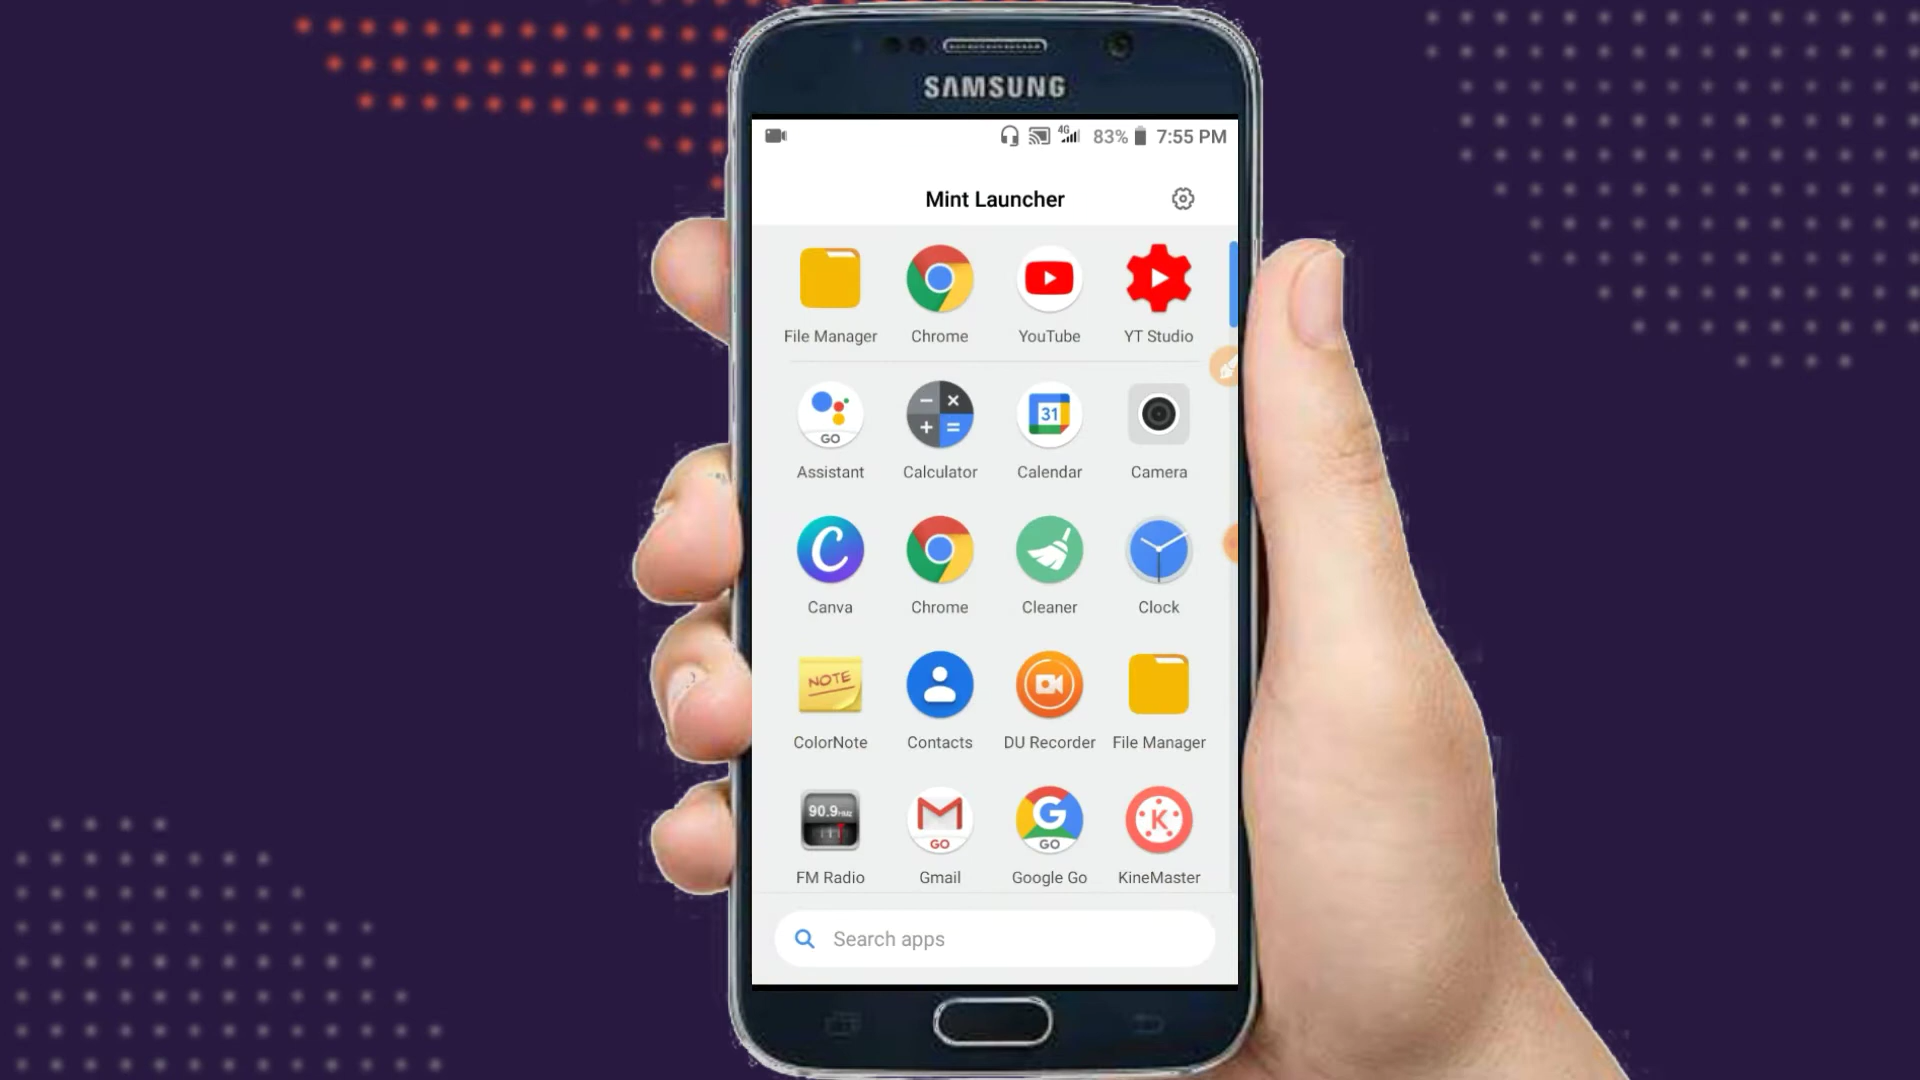 SAMSUNG
4G 83% 7:55 PM
Mint Launcher
File Manager Chrome YouTube YT Studio
GO 31
Assistant Calculator Calendar Camera
C
Canva Chrome Cleaner Clock
NOTE
ColorNote Contacts DU Recorder File Manager
90.9MHz M GO G GO K
FM Radio Gmail Google Go KineMaster
Search apps